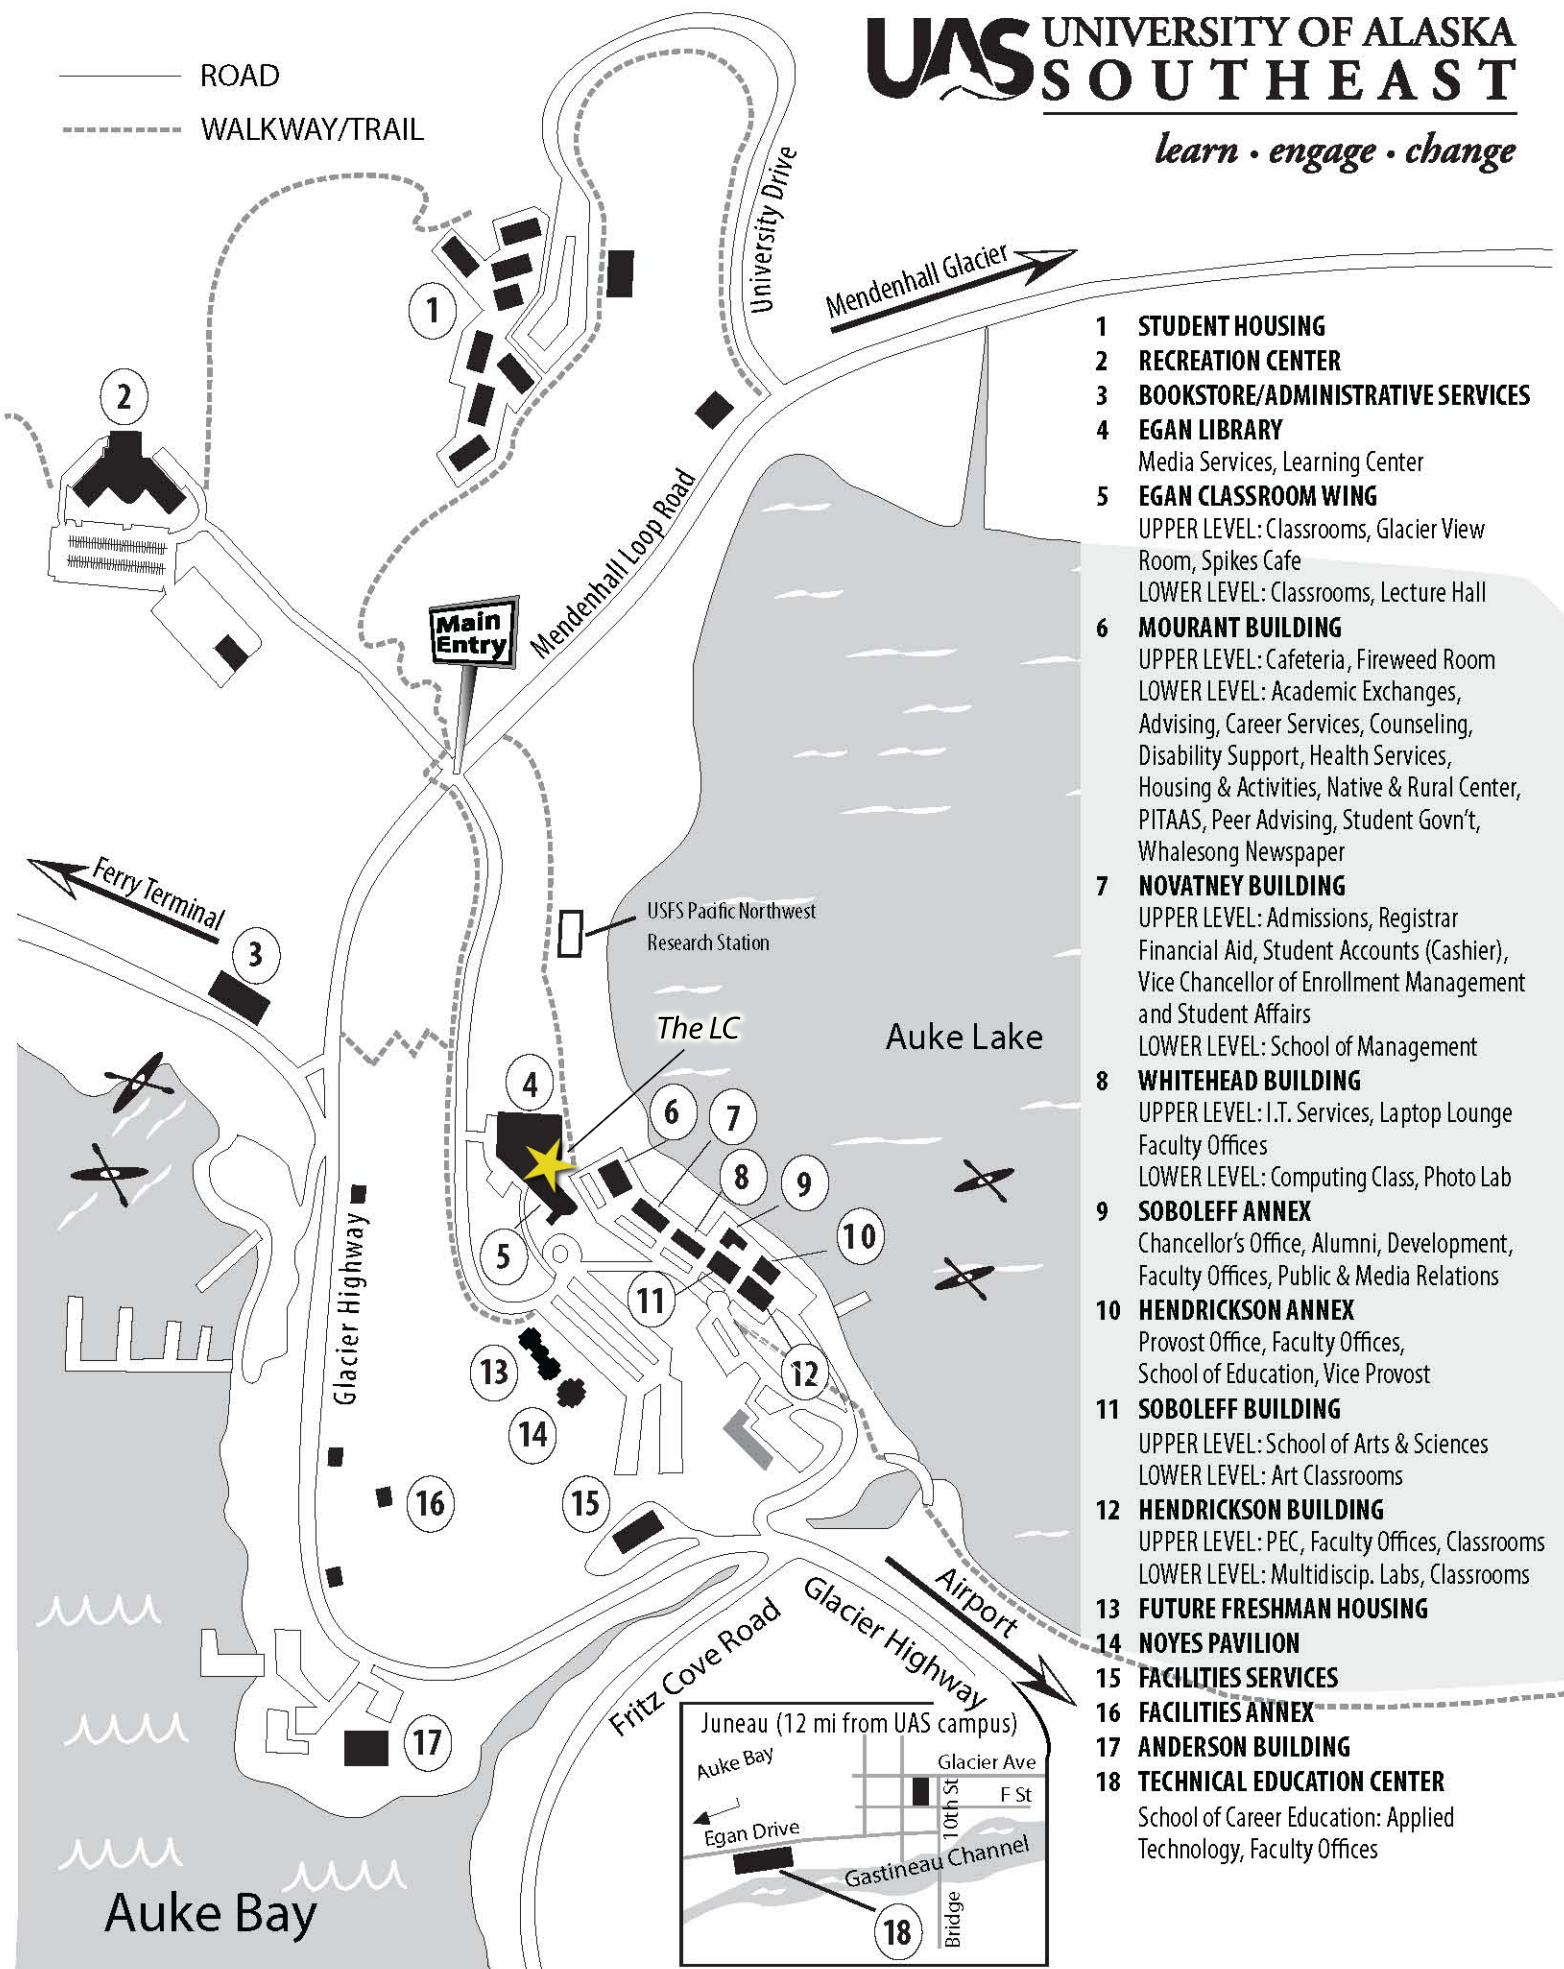 UAS UNIVERSITY OF ALASKA
SOUTHEAST
learn · engage · change
ROAD
WALKWAY/TRAIL
University Drive
Mendenhall Glacier
1
2
Mendenhall Loop Road
Main
Entry
Ferry Terminal
3
USFS Pacific Northwest
Research Station
The LC
Auke Lake
4
6
7
8
9
10
5
11
Glacier Highway
13
12
14
16
15
Airport
Glacier Highway
Fritz Cove Road
17
Auke Bay
Juneau (12 mi from UAS campus)
Auke Bay
Glacier Ave
F St
10th St
Egan Drive
Gastineau Channel
Bridge
18
1 STUDENT HOUSING
2 RECREATION CENTER
3 BOOKSTORE/ADMINISTRATIVE SERVICES
4 EGAN LIBRARY
Media Services, Learning Center
5 EGAN CLASSROOM WING
UPPER LEVEL: Classrooms, Glacier View
Room, Spikes Cafe
LOWER LEVEL: Classrooms, Lecture Hall
6 MOURANT BUILDING
UPPER LEVEL: Cafeteria, Fireweed Room
LOWER LEVEL: Academic Exchanges,
Advising, Career Services, Counseling,
Disability Support, Health Services,
Housing & Activities, Native & Rural Center,
PITAAS, Peer Advising, Student Govn't,
Whalesong Newspaper
7 NOVATNEY BUILDING
UPPER LEVEL: Admissions, Registrar
Financial Aid, Student Accounts (Cashier),
Vice Chancellor of Enrollment Management
and Student Affairs
LOWER LEVEL: School of Management
8 WHITEHEAD BUILDING
UPPER LEVEL: I.T. Services, Laptop Lounge
Faculty Offices
LOWER LEVEL: Computing Class, Photo Lab
9 SOBOLEFF ANNEX
Chancellor's Office, Alumni, Development,
Faculty Offices, Public & Media Relations
10 HENDRICKSON ANNEX
Provost Office, Faculty Offices,
School of Education, Vice Provost
11 SOBOLEFF BUILDING
UPPER LEVEL: School of Arts & Sciences
LOWER LEVEL: Art Classrooms
12 HENDRICKSON BUILDING
UPPER LEVEL: PEC, Faculty Offices, Classrooms
LOWER LEVEL: Multidiscip. Labs, Classrooms
13 FUTURE FRESHMAN HOUSING
14 NOYES PAVILION
15 FACILITIES SERVICES
16 FACILITIES ANNEX
17 ANDERSON BUILDING
18 TECHNICAL EDUCATION CENTER
School of Career Education: Applied
Technology, Faculty Offices